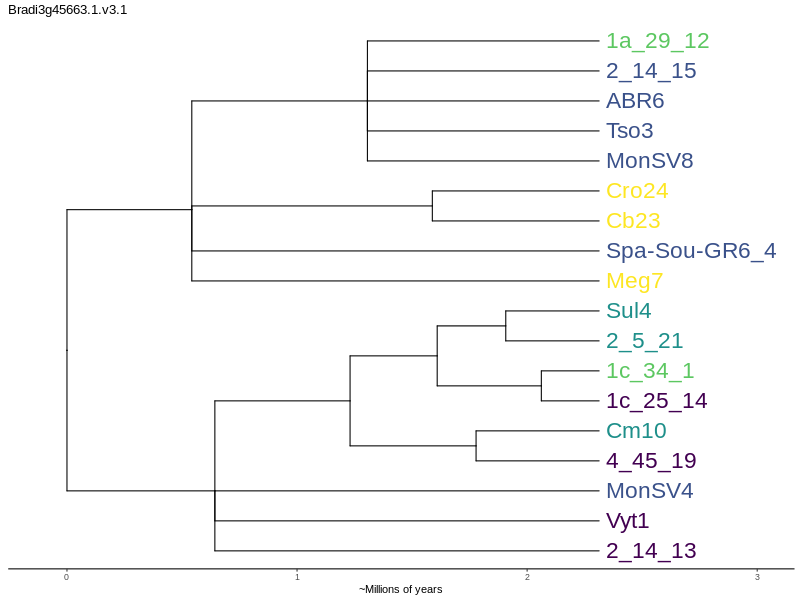 Bradi3g45663.1.v3.1
1a_29_12
2_14_15
ABR6
Tso3
MonSV8
Cro24
Cb23
Spa-Sou-GR6_4
Meg7
Sul4
2_5_21
1c_34_1
1c_25_14
Cm10
4_45_19
MonSV4
Vyt1
2_14_13
0 1 2 3
~Millions of years